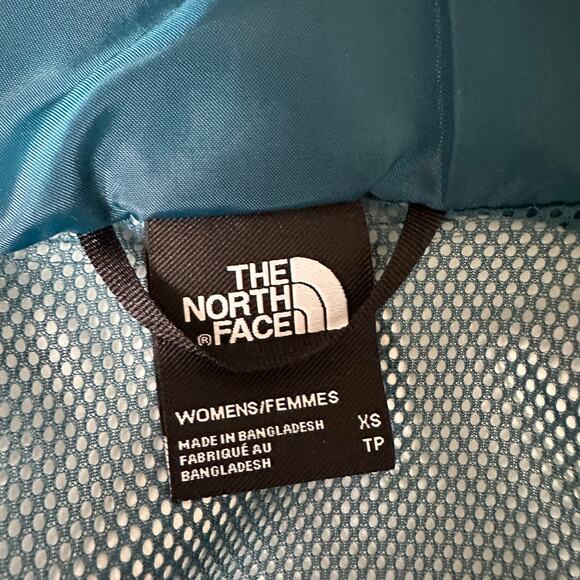 THE
NORTH
® FACE
WOMENS/FEMMES
MADE IN BANGLADESH XS
FABRIQUÉ AU TP
BANGLADESH